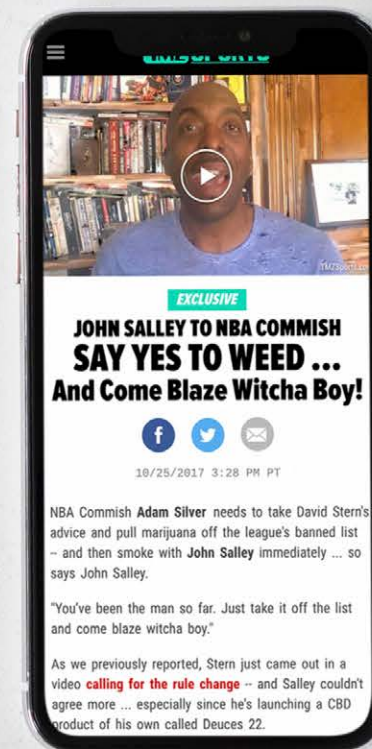 SPORTS
TMZSports.com
EXCLUSIVE
JOHN SALLEY TO NBA COMMISH
SAY YES TO WEED ...
And Come Blaze Witcha Boy!
10/25/2017 3:28 PM PT
NBA Commish Adam Silver needs to take David Stern's
advice and pull marijuana off the league's banned list
-- and then smoke with John Salley immediately ... so
says John Salley.
"You've been the man so far. Just take it off the list
and come blaze witcha boy."
As we previously reported, Stern just came out in a
video calling for the rule change -- and Salley couldn't
agree more ... especially since he's launching a CBD
product of his own called Deuces 22.